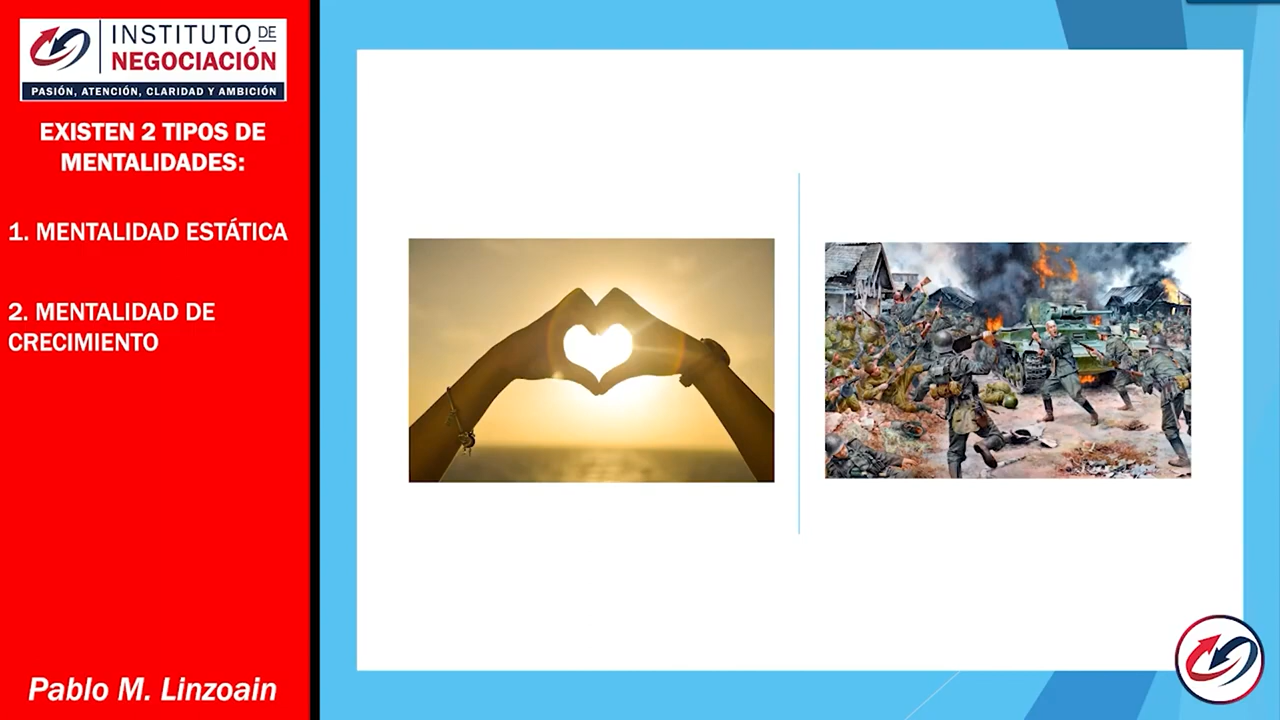 INSTITUTO DE
NEGOCIACIÓN
PASIÓN, ATENCIÓN, CLARIDAD Y AMBICIÓN
EXISTEN 2 TIPOS DE
MENTALIDADES:
1. MENTALIDAD ESTÁTICA
2. MENTALIDAD DE
CRECIMIENTO
Pablo M. Linzoain